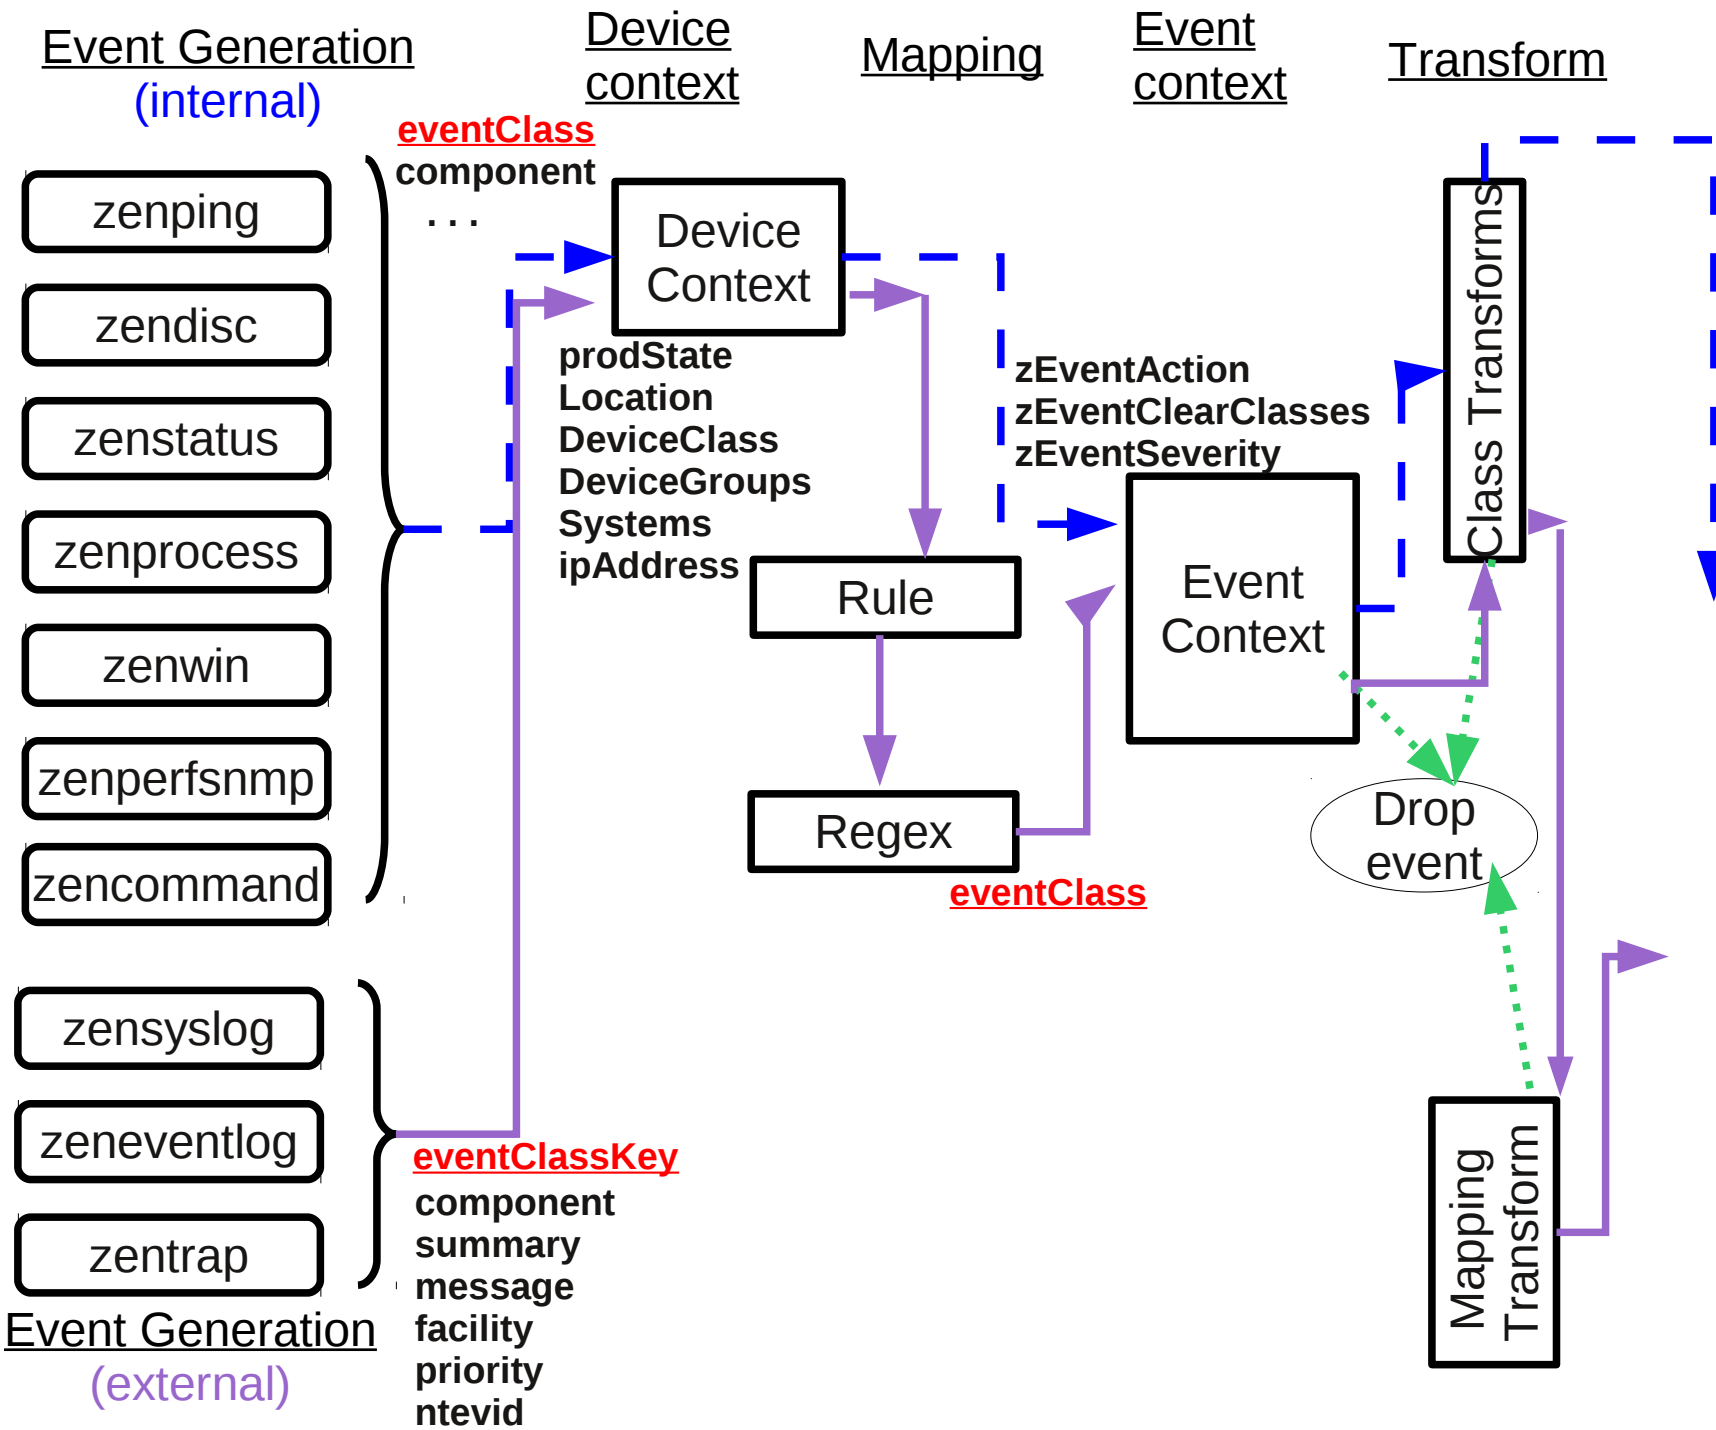 Event Generation
(internal)
Device
context
Mapping
Event
context
Transform
eventClass
component
...
zenping
zendisc
zenstatus
zenprocess
zenwin
zenperfsnmp
zencommand
Device
Context
prodState
Location
DeviceClass
DeviceGroups
Systems
ipAddress
Rule
Regex
eventClass
zEventAction
zEventClearClasses
zEventSeverity
Event
Context
Class Transforms
Drop
event
zensyslog
zeneventlog
zentrap
Event Generation
(external)
eventClassKey
component
summary
message
facility
priority
ntevid
Mapping
Transform